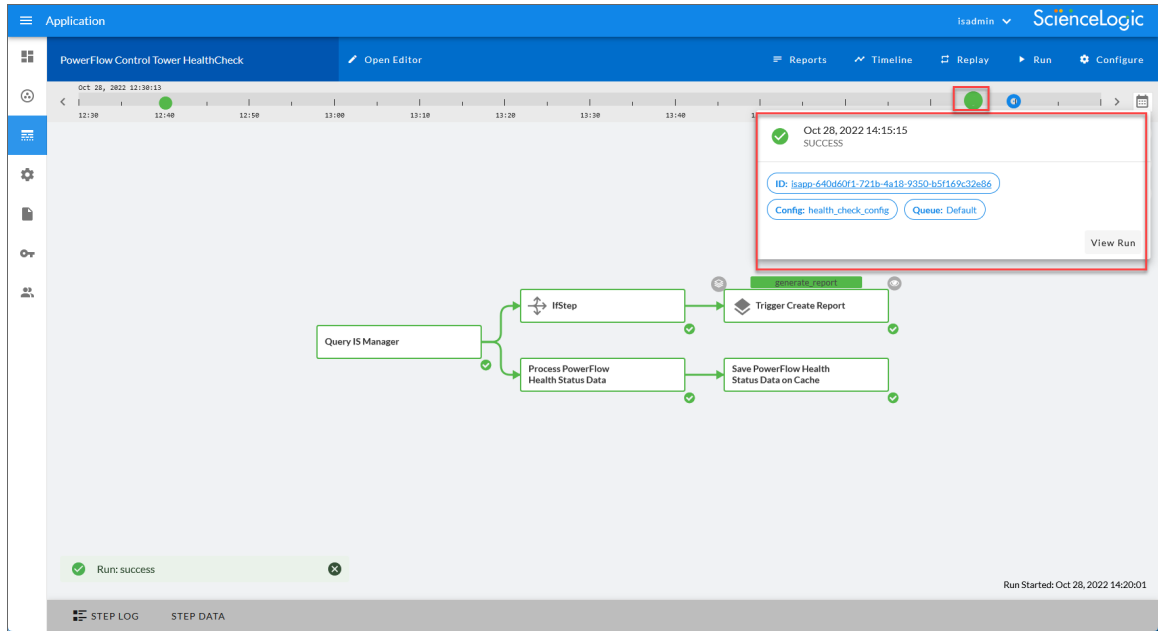 Application
isadmin
ScienceLogic
PowerFlow Control Tower HealthCheck
Open Editor
Reports
Timeline
Replay
Run
Configure
Oct 28, 2022 12:30:13
12:30 12:40 12:50 13:00 13:10 13:20 13:30 13:40
Oct 28, 2022 14:15:15
SUCCESS
ID: isapp-640d60f1-721b-4a18-9350-b5f169c32e86
Config: health_check_config
Queue: Default
View Run
generate_report
IfStep
Trigger Create Report
Query IS Manager
Process PowerFlow
Health Status Data
Save PowerFlow Health
Status Data on Cache
Run: success
Run Started: Oct 28, 2022 14:20:01
STEP LOG
STEP DATA